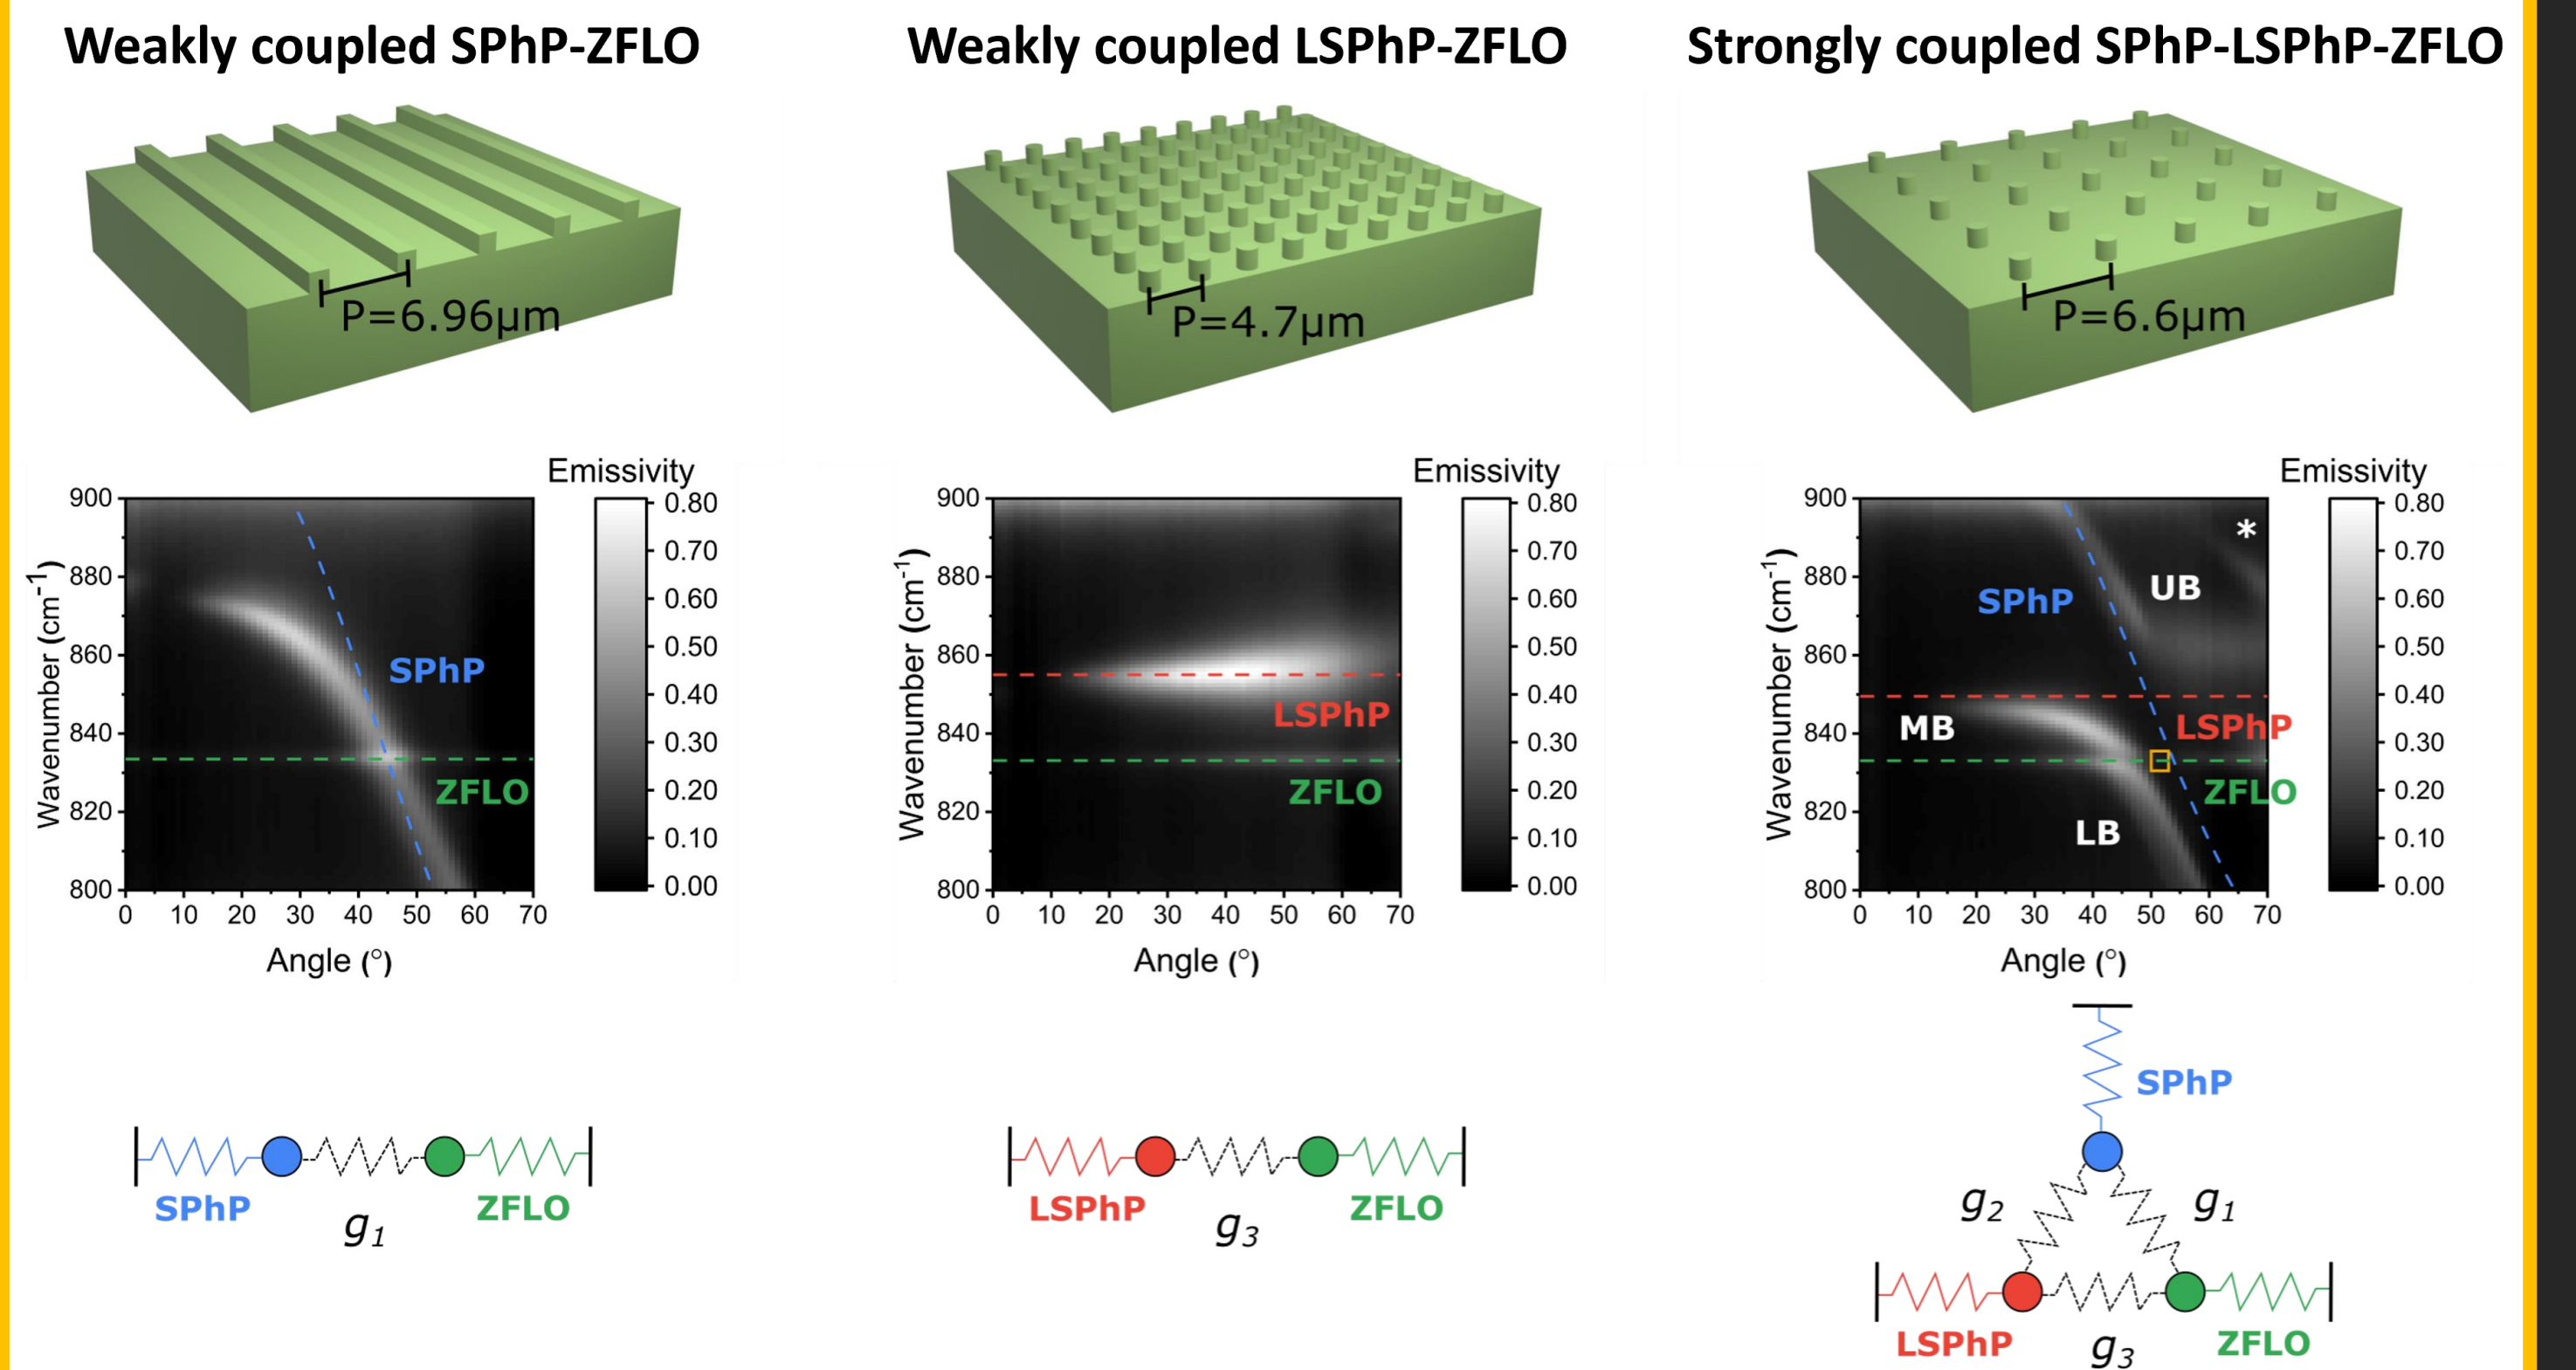 Weakly coupled SPhP-ZFLO
Weakly coupled LSPhP-ZFLO
Strongly coupled SPhP-LSPhP-ZFLO
P=6.96μm
P=4.7μm
P=6.6μm
Emissivity
900
880
860
840
820
800
Wavenumber (cm⁻¹)
SPhP
ZFLO
0 10 20 30 40 50 60 70
Angle (°)
0.80
0.70
0.60
0.50
0.40
0.30
0.20
0.10
0.00
Emissivity
900
880
860
840
820
800
Wavenumber (cm⁻¹)
LSPhP
ZFLO
0 10 20 30 40 50 60 70
Angle (°)
0.80
0.70
0.60
0.50
0.40
0.30
0.20
0.10
0.00
Emissivity
900
880
860
840
820
800
Wavenumber (cm⁻¹)
*
UB
SPhP
MB
LSPhP
ZFLO
LB
0 10 20 30 40 50 60 70
Angle (°)
0.80
0.70
0.60
0.50
0.40
0.30
0.20
0.10
0.00
SPhP
g₁
ZFLO
LSPhP
g₃
ZFLO
SPhP
g₂
g₁
LSPhP
g₃
ZFLO